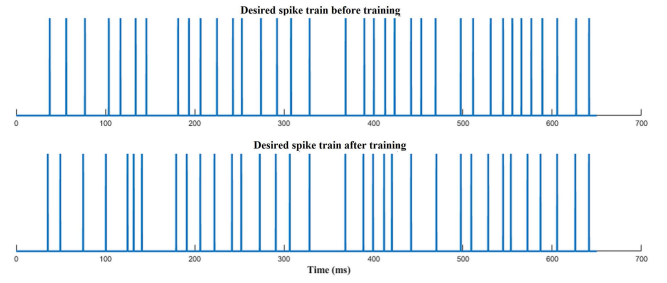 Desired spike train before training
0 100 200 300 400 500 600 700
Desired spike train after training
0 100 200 300 400 500 600 700
Time (ms)